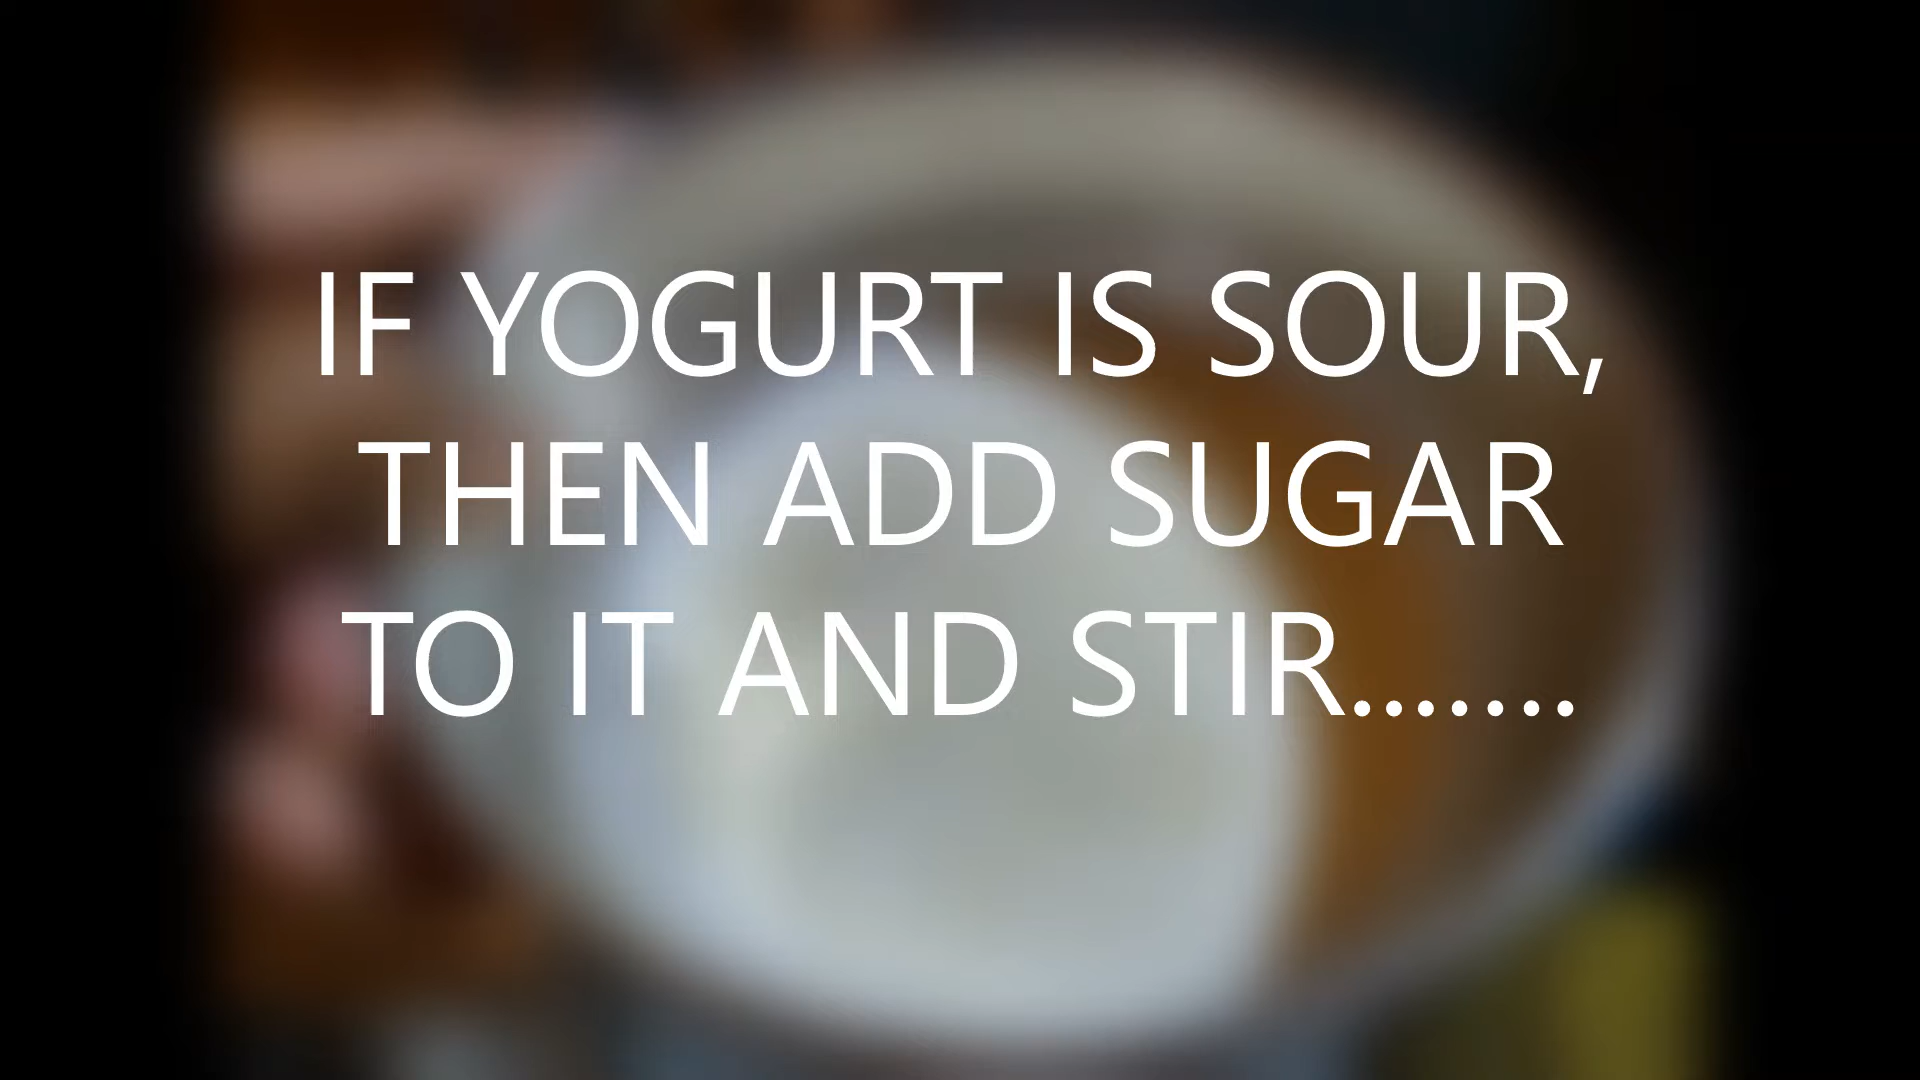 IF YOGURT IS SOUR,
THEN ADD SUGAR
TO IT AND STIR.......